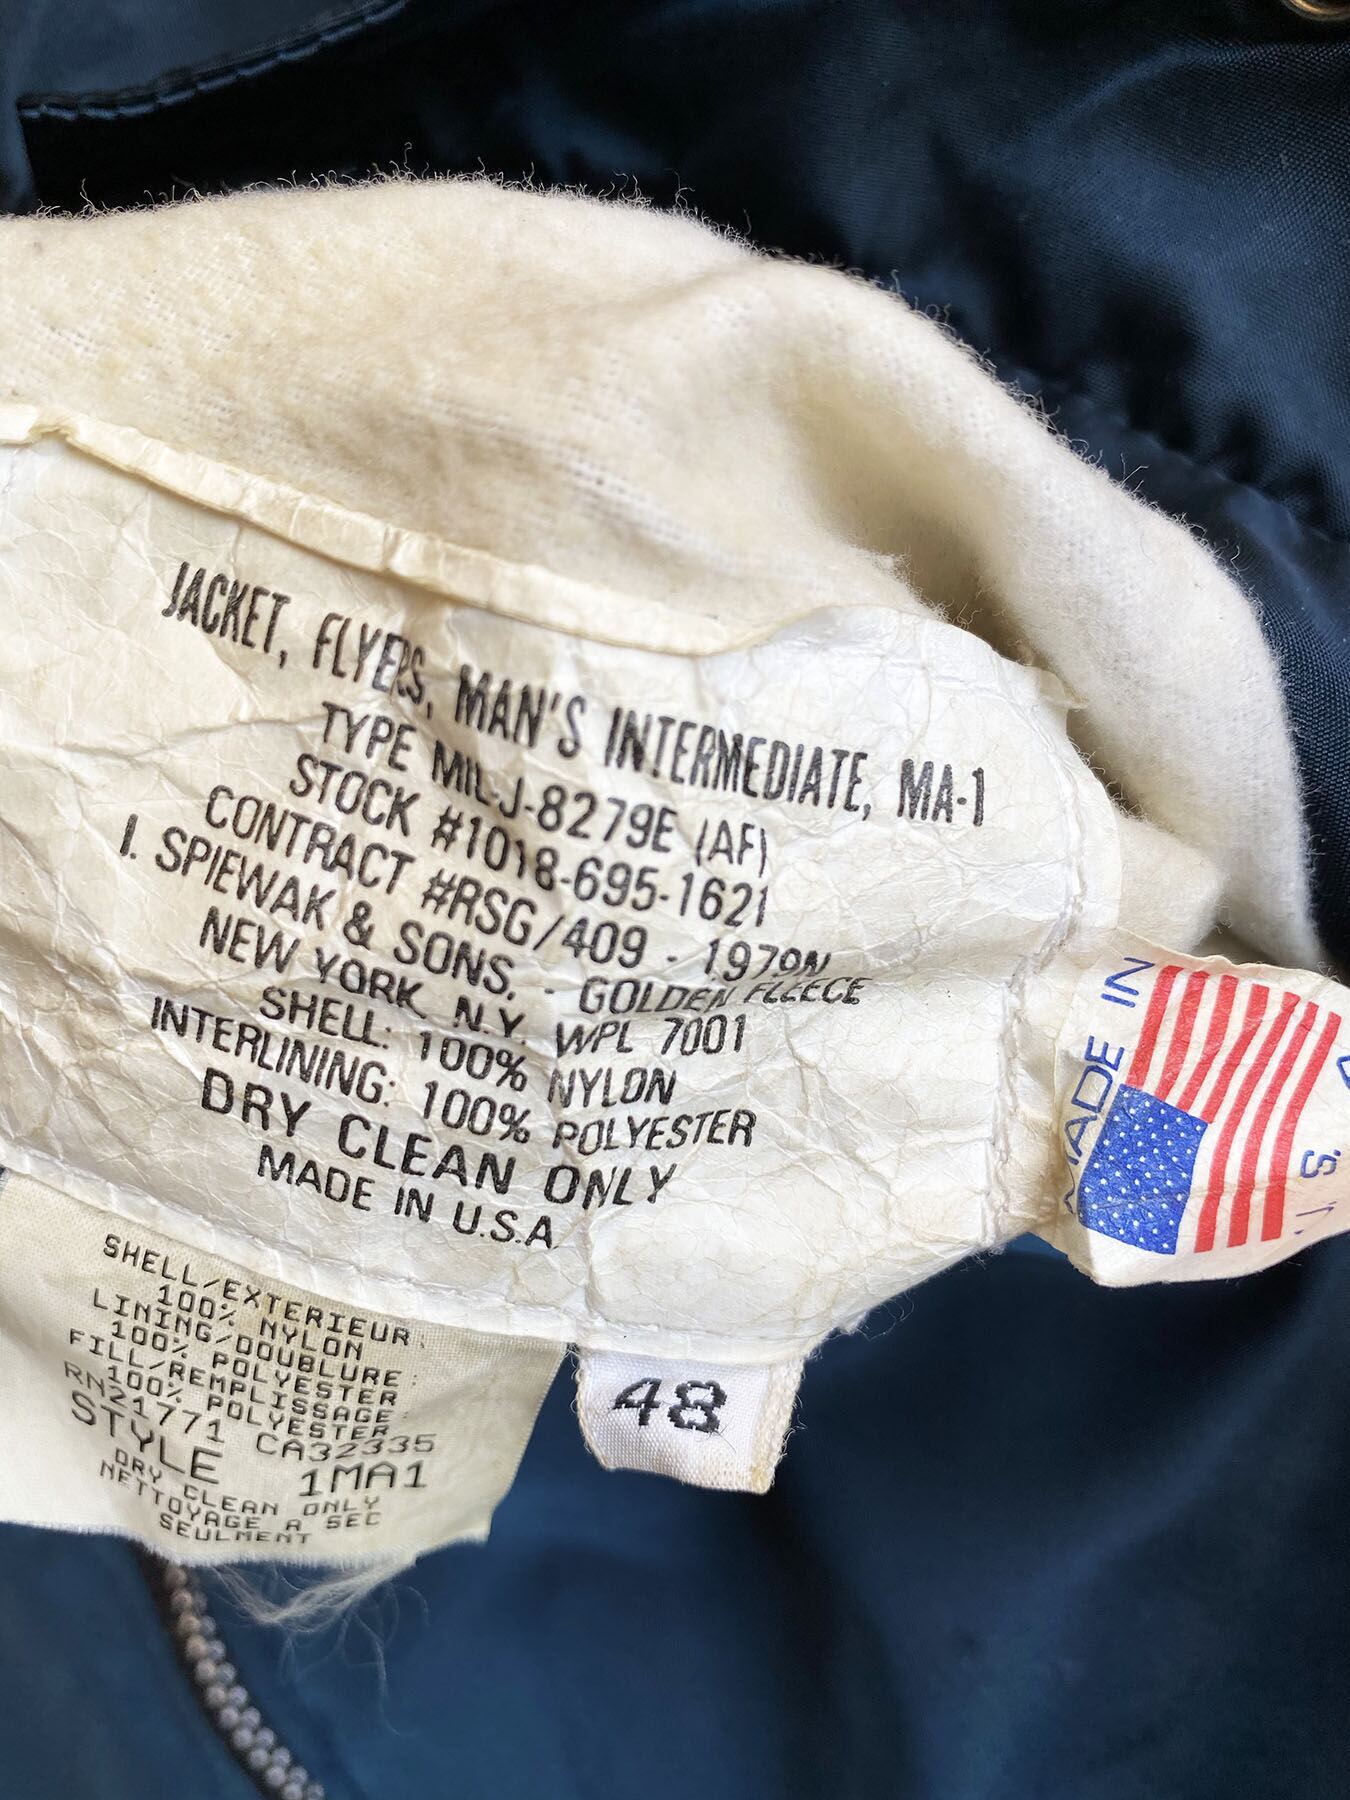 JACKET, FLYERS, MAN'S INTERMEDIATE, MA-1
TYPE MIL-J-8279E (AF)
STOCK #1018-695-1621
CONTRACT #RSG/409 - 1979N
I. SPIEWAK & SONS, - GOLDEN FLEECE
NEW YORK, N.Y. WPL 7001
SHELL: 100% NYLON
INTERLINING: 100% POLYESTER
DRY CLEAN ONLY
MADE IN U.S.A.
MADE IN
U.S.
48
SHELL/EXTERIEUR:
100% NYLON
LINING/DOUBLURE:
100% POLYESTER
FILL/REMPLISSAGE:
100% POLYESTER
RN21771 CA32335
STYLE 1MA1
DRY CLEAN ONLY
NETTOYAGE A SEC
SEULMENT